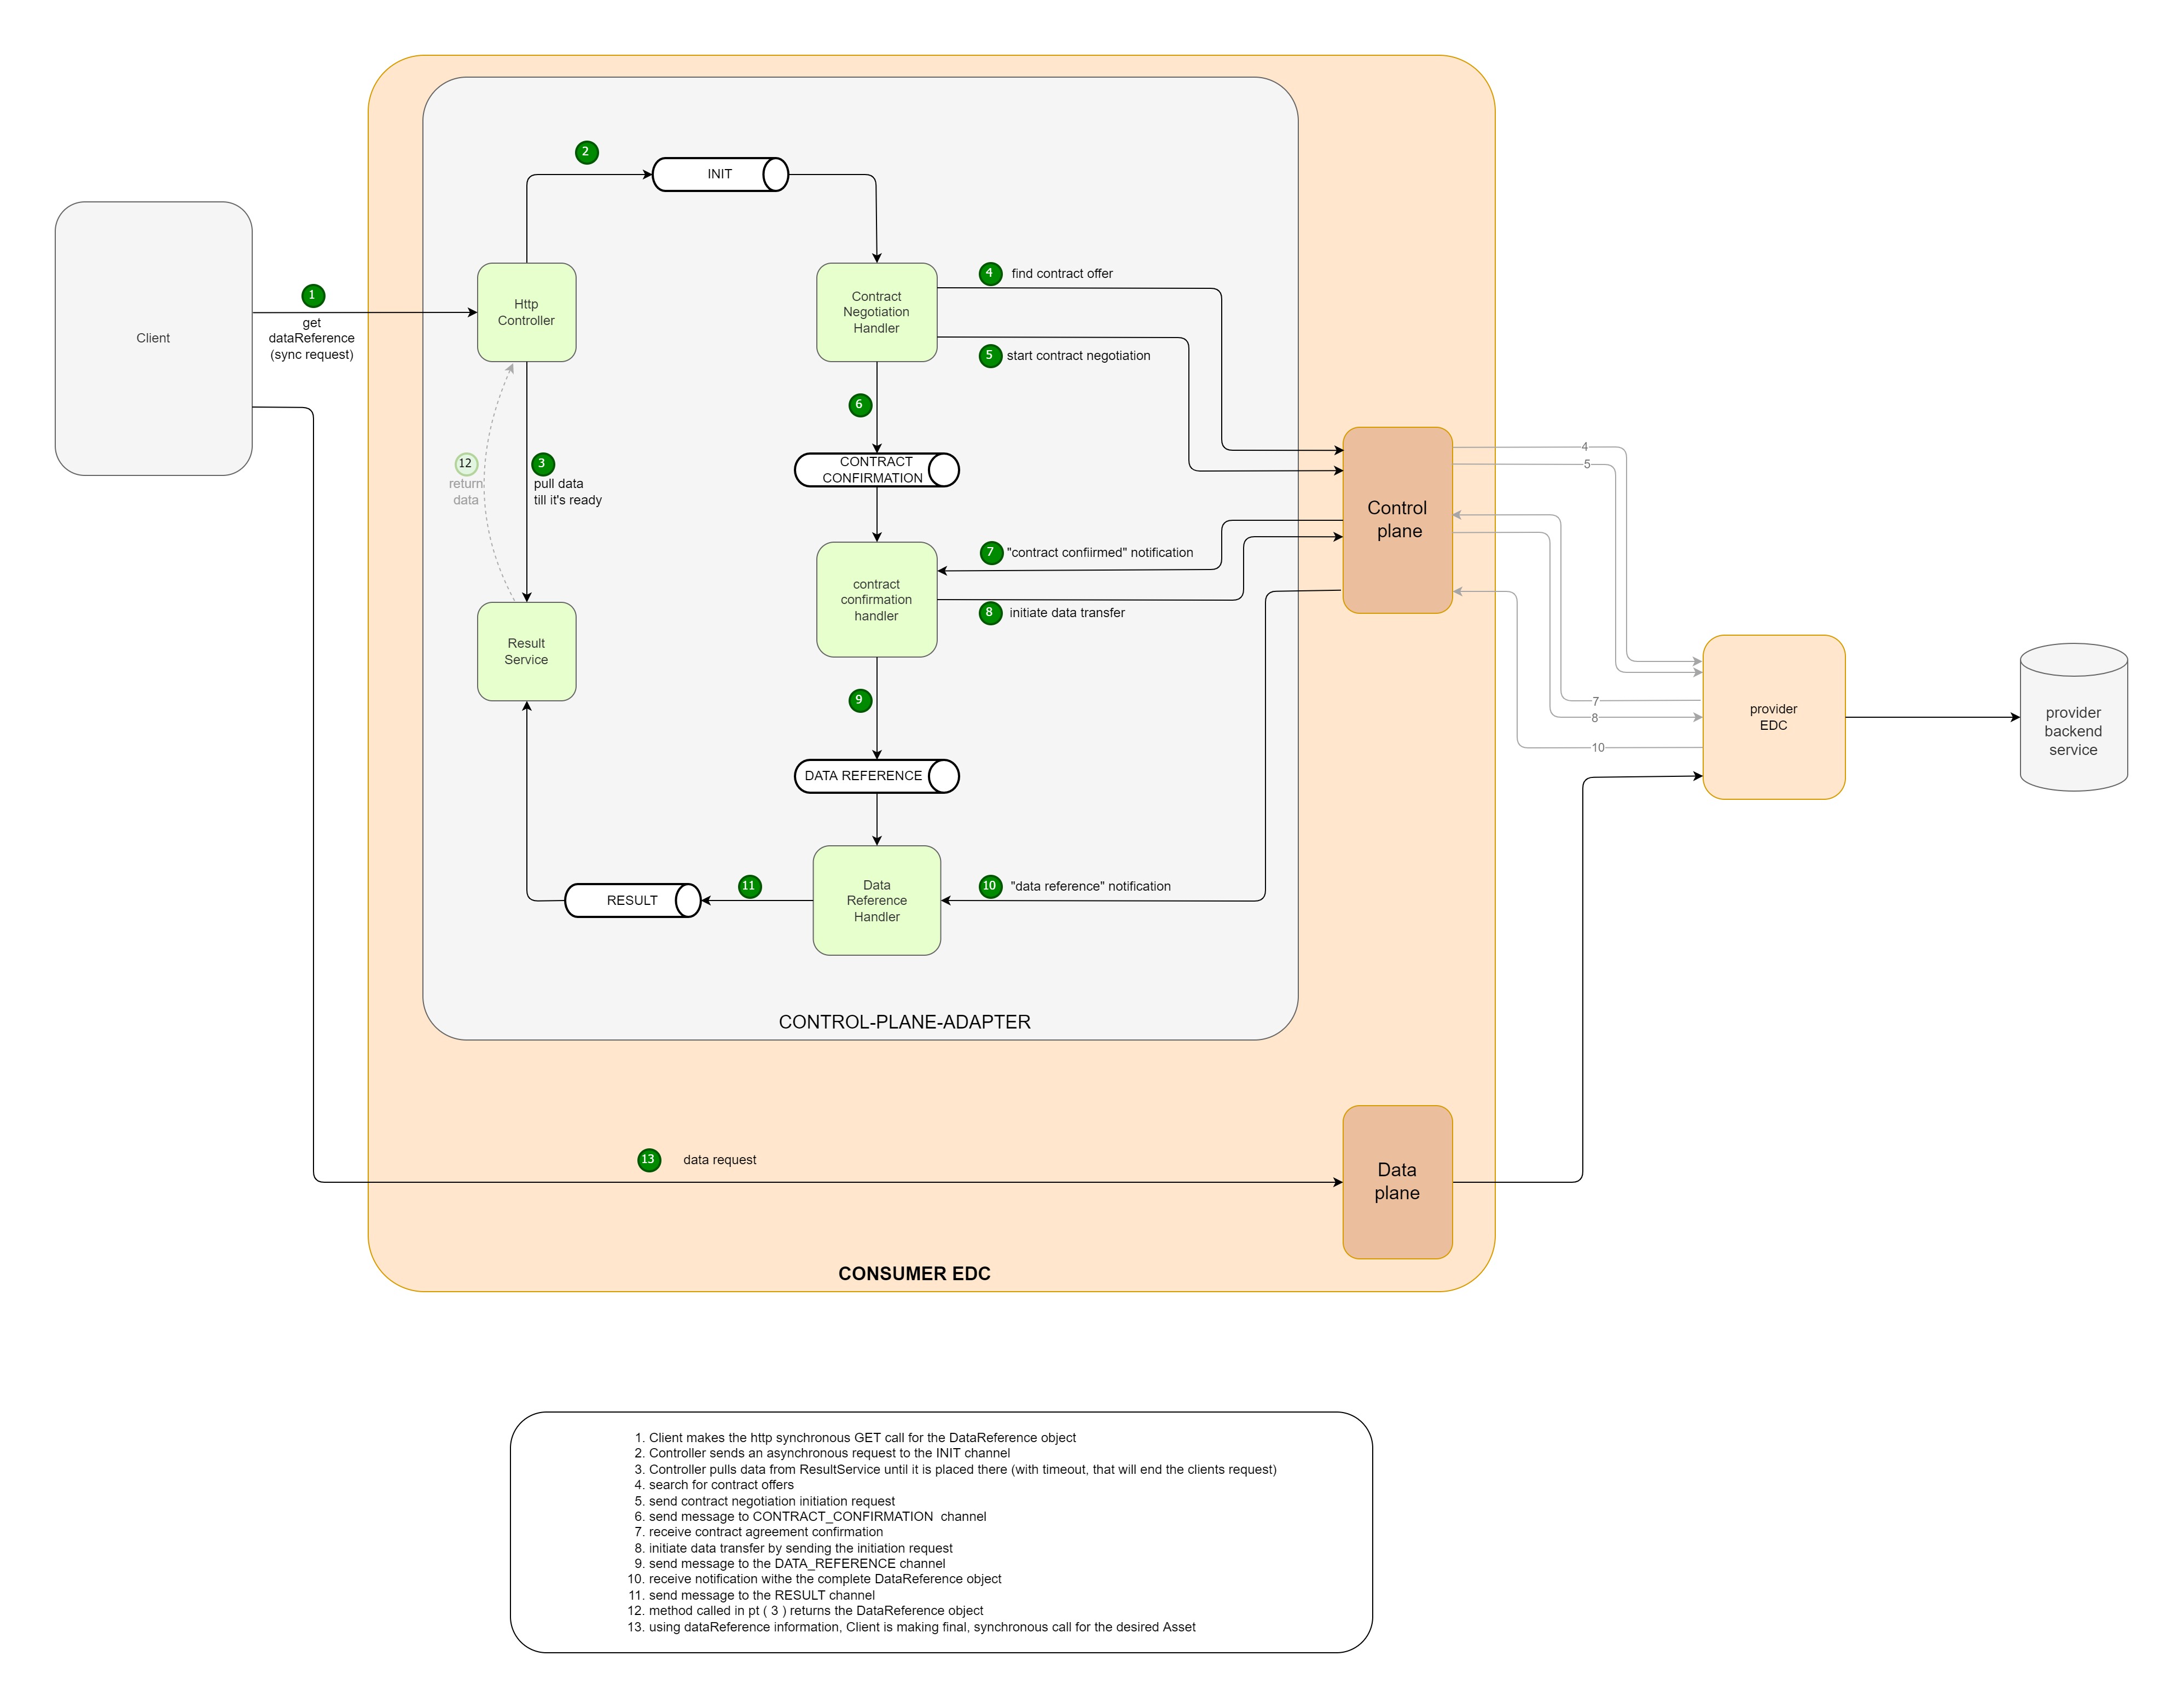 2
INIT
Client
1
get
dataReference
(sync request)
Http
Controller
Contract
Negotiation
Handler
4
find contract offer
5
start contract negotiation
6
12
return
data
3
pull data
till it's ready
CONTRACT
CONFIRMATION
Control
plane
4
5
7
"contract confiirmed" notification
contract
confirmation
handler
8
initiate data transfer
Result
Service
9
7
8
10
provider
EDC
provider
backend
service
DATA REFERENCE
RESULT
11
Data
Reference
Handler
10
"data reference" notification
CONTROL-PLANE-ADAPTER
13
data request
Data
plane
CONSUMER EDC
1. Client makes the http synchronous GET call for the DataReference object
2. Controller sends an asynchronous request to the INIT channel
3. Controller pulls data from ResultService until it is placed there (with timeout, that will end the clients request)
4. search for contract offers
5. send contract negotiation initiation request
6. send message to CONTRACT_CONFIRMATION  channel
7. receive contract agreement confirmation
8. initiate data transfer by sending the initiation request
9. send message to the DATA_REFERENCE channel
10. receive notification withe the complete DataReference object
11. send message to the RESULT channel
12. method called in pt ( 3 ) returns the DataReference object
13. using dataReference information, Client is making final, synchronous call for the desired Asset